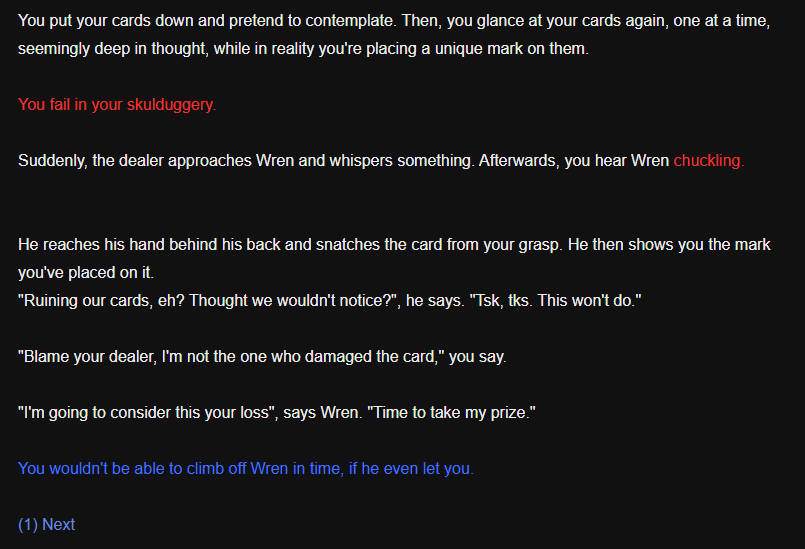 You put your cards down and pretend to contemplate. Then, you glance at your cards again, one at a time,
seemingly deep in thought, while in reality you're placing a unique mark on them.
You fail in your skulduggery.
Suddenly, the dealer approaches Wren and whispers something. Afterwards, you hear Wren chuckling.
He reaches his hand behind his back and snatches the card from your grasp. He then shows you the mark
you've placed on it.
"Ruining our cards, eh? Thought we wouldn't notice?", he says. "Tsk, tks. This won't do."
"Blame your dealer, I'm not the one who damaged the card," you say.
"I'm going to consider this your loss", says Wren. "Time to take my prize."
You wouldn't be able to climb off Wren in time, if he even let you.
(1) Next